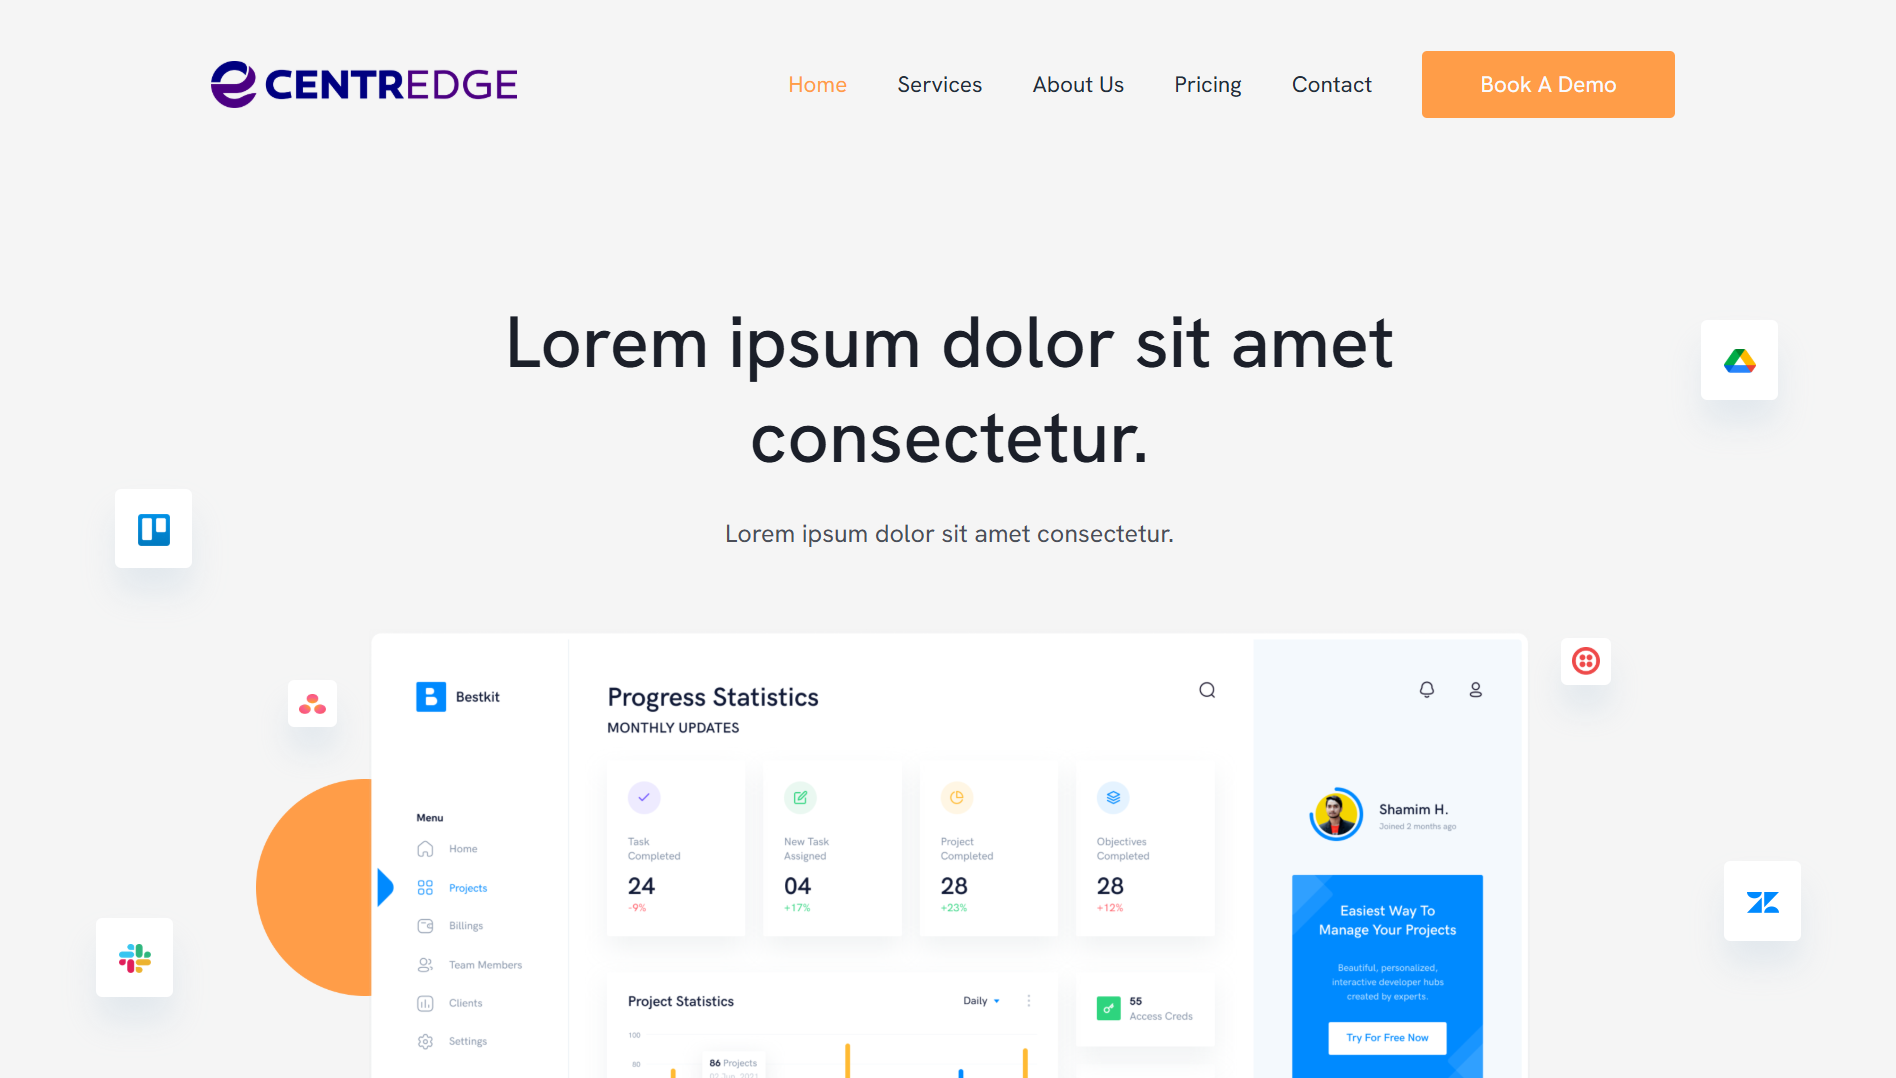 CENTREDGE
Home Services About Us Pricing Contact Book A Demo
Lorem ipsum dolor sit amet
consectetur.
Lorem ipsum dolor sit amet consectetur.
Bestkit
Menu
Home
Projects
Billings
Team Members
Clients
Settings
Progress Statistics
MONTHLY UPDATES
Task
Completed
24
-9%
New Task
Assigned
04
+17%
Project
Completed
28
+23%
Objectives
Completed
28
+12%
Project Statistics
Daily
100
80
86 Projects
02 Jun, 2021
55
Access Creds
Shamim H.
Joined 2 months ago
Easiest Way To
Manage Your Projects
Beautiful, personalized,
interactive developer hubs
created by experts.
Try For Free Now